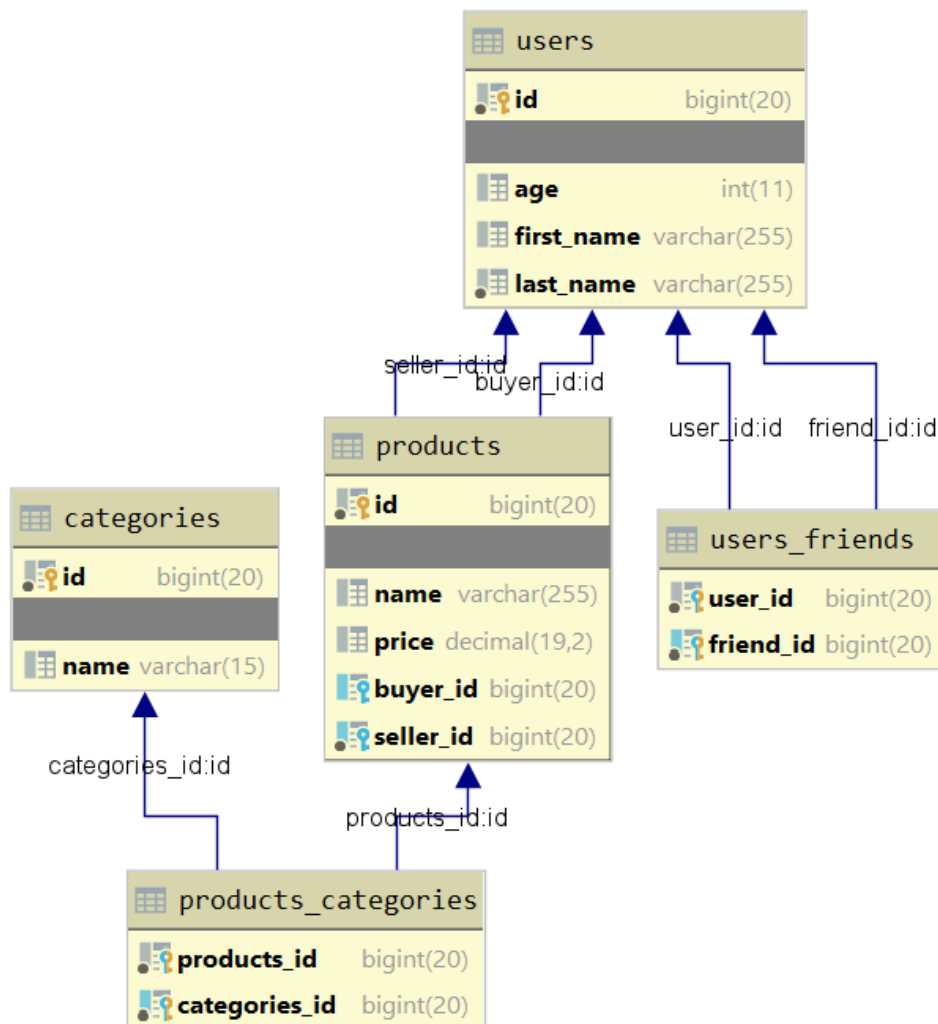 users
id bigint(20)
age int(11)
first_name varchar(255)
last_name varchar(255)
seller_id:id
buyer_id:id
user_id:id friend_id:id
products
id bigint(20)
name varchar(255)
price decimal(19,2)
buyer_id bigint(20)
seller_id bigint(20)
categories
id bigint(20)
name varchar(15)
users_friends
user_id bigint(20)
friend_id bigint(20)
categories_id:id
products_id:id
products_categories
products_id bigint(20)
categories_id bigint(20)